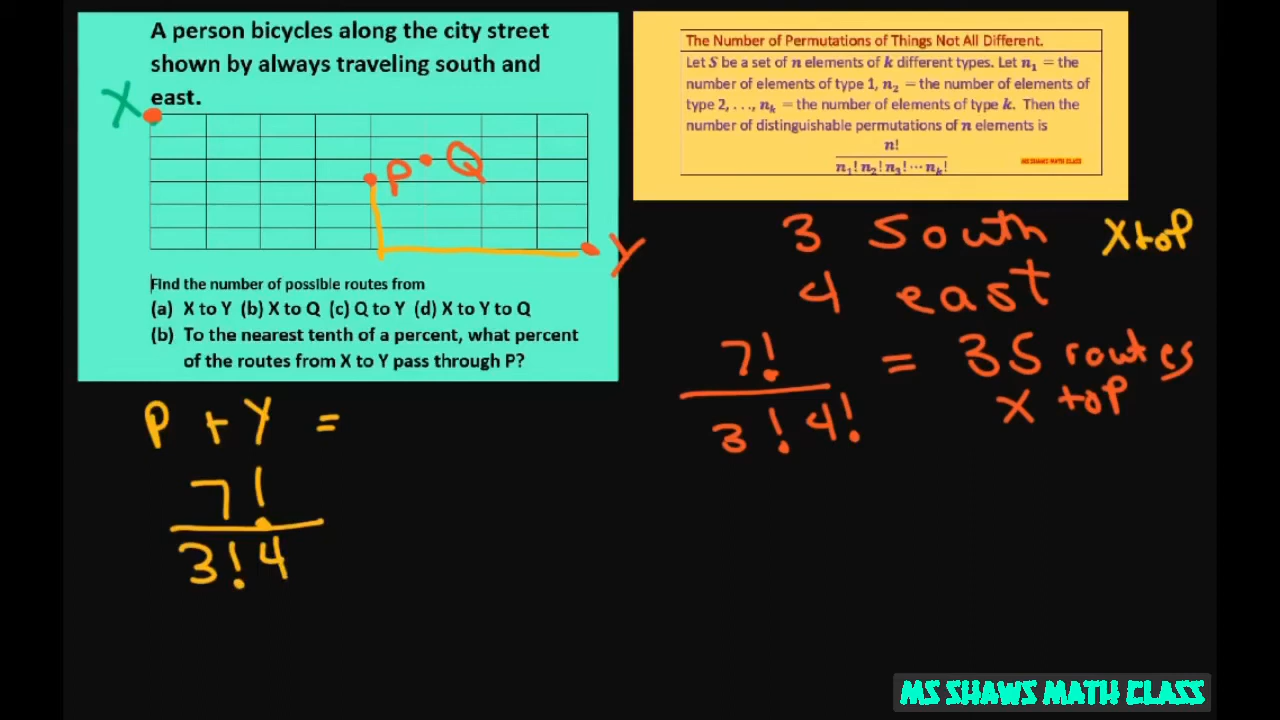 A person bicycles along the city street
shown by always traveling south and
east.
X
P
Q
Y
Find the number of possible routes from
(a) X to Y (b) X to Q (c) Q to Y (d) X to Y to Q
(b) To the nearest tenth of a percent, what percent
of the routes from X to Y pass through P?
The Number of Permutations of Things Not All Different.
Let S be a set of n elements of k different types. Let n₁ = the
number of elements of type 1, n₂ = the number of elements of
type 2, . . ., nₖ = the number of elements of type k. Then the
number of distinguishable permutations of n elements is
n!
n₁! n₂! n₃! ⋯ nₖ!
MS SHAWS MATH CLASS
3 South X to P
4 east
7! = 35 routes
3! 4! X to P
P t Y =
7!
3! 4
MS SHAWS MATH CLASS